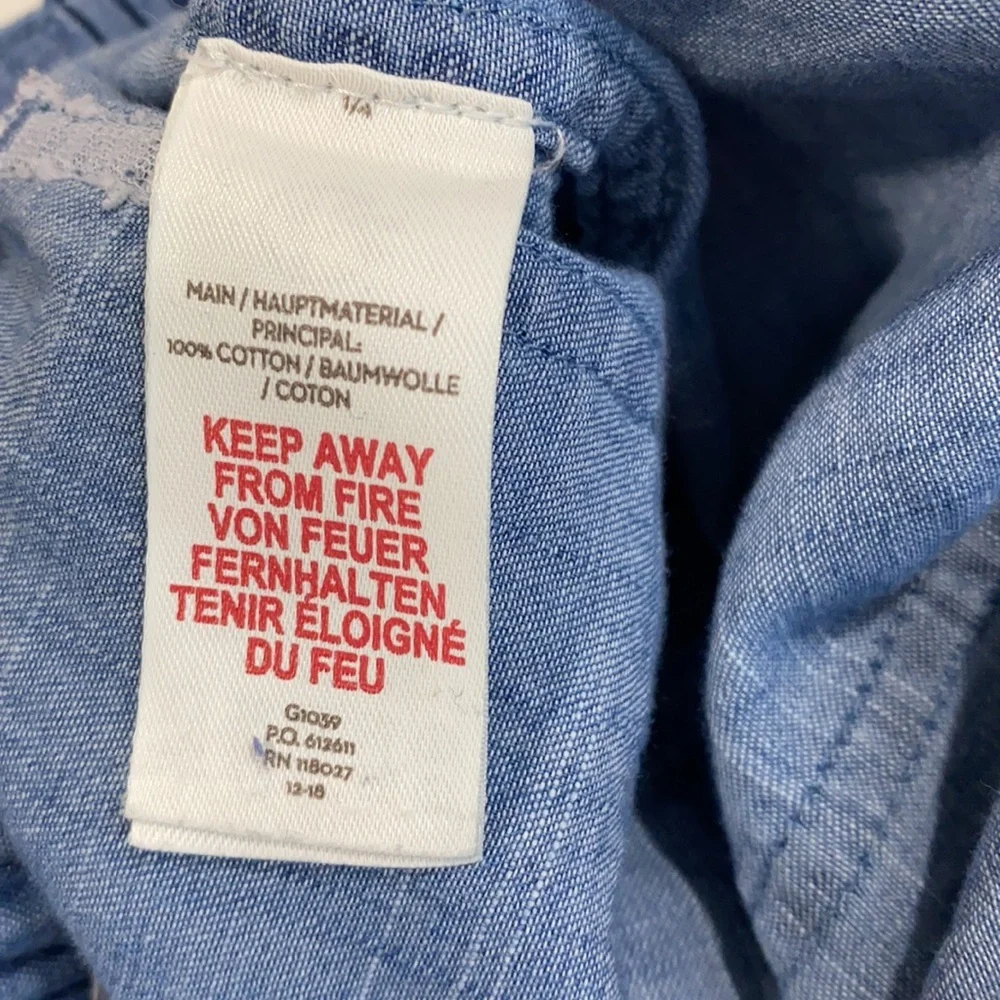 1/4
MAIN / HAUPTMATERIAL /
PRINCIPAL:
100% COTTON / BAUMWOLLE
/ COTON
KEEP AWAY
FROM FIRE
VON FEUER
FERNHALTEN
TENIR ÉLOIGNÉ
DU FEU
G1039
P.O. 612611
RN 118027
12-18